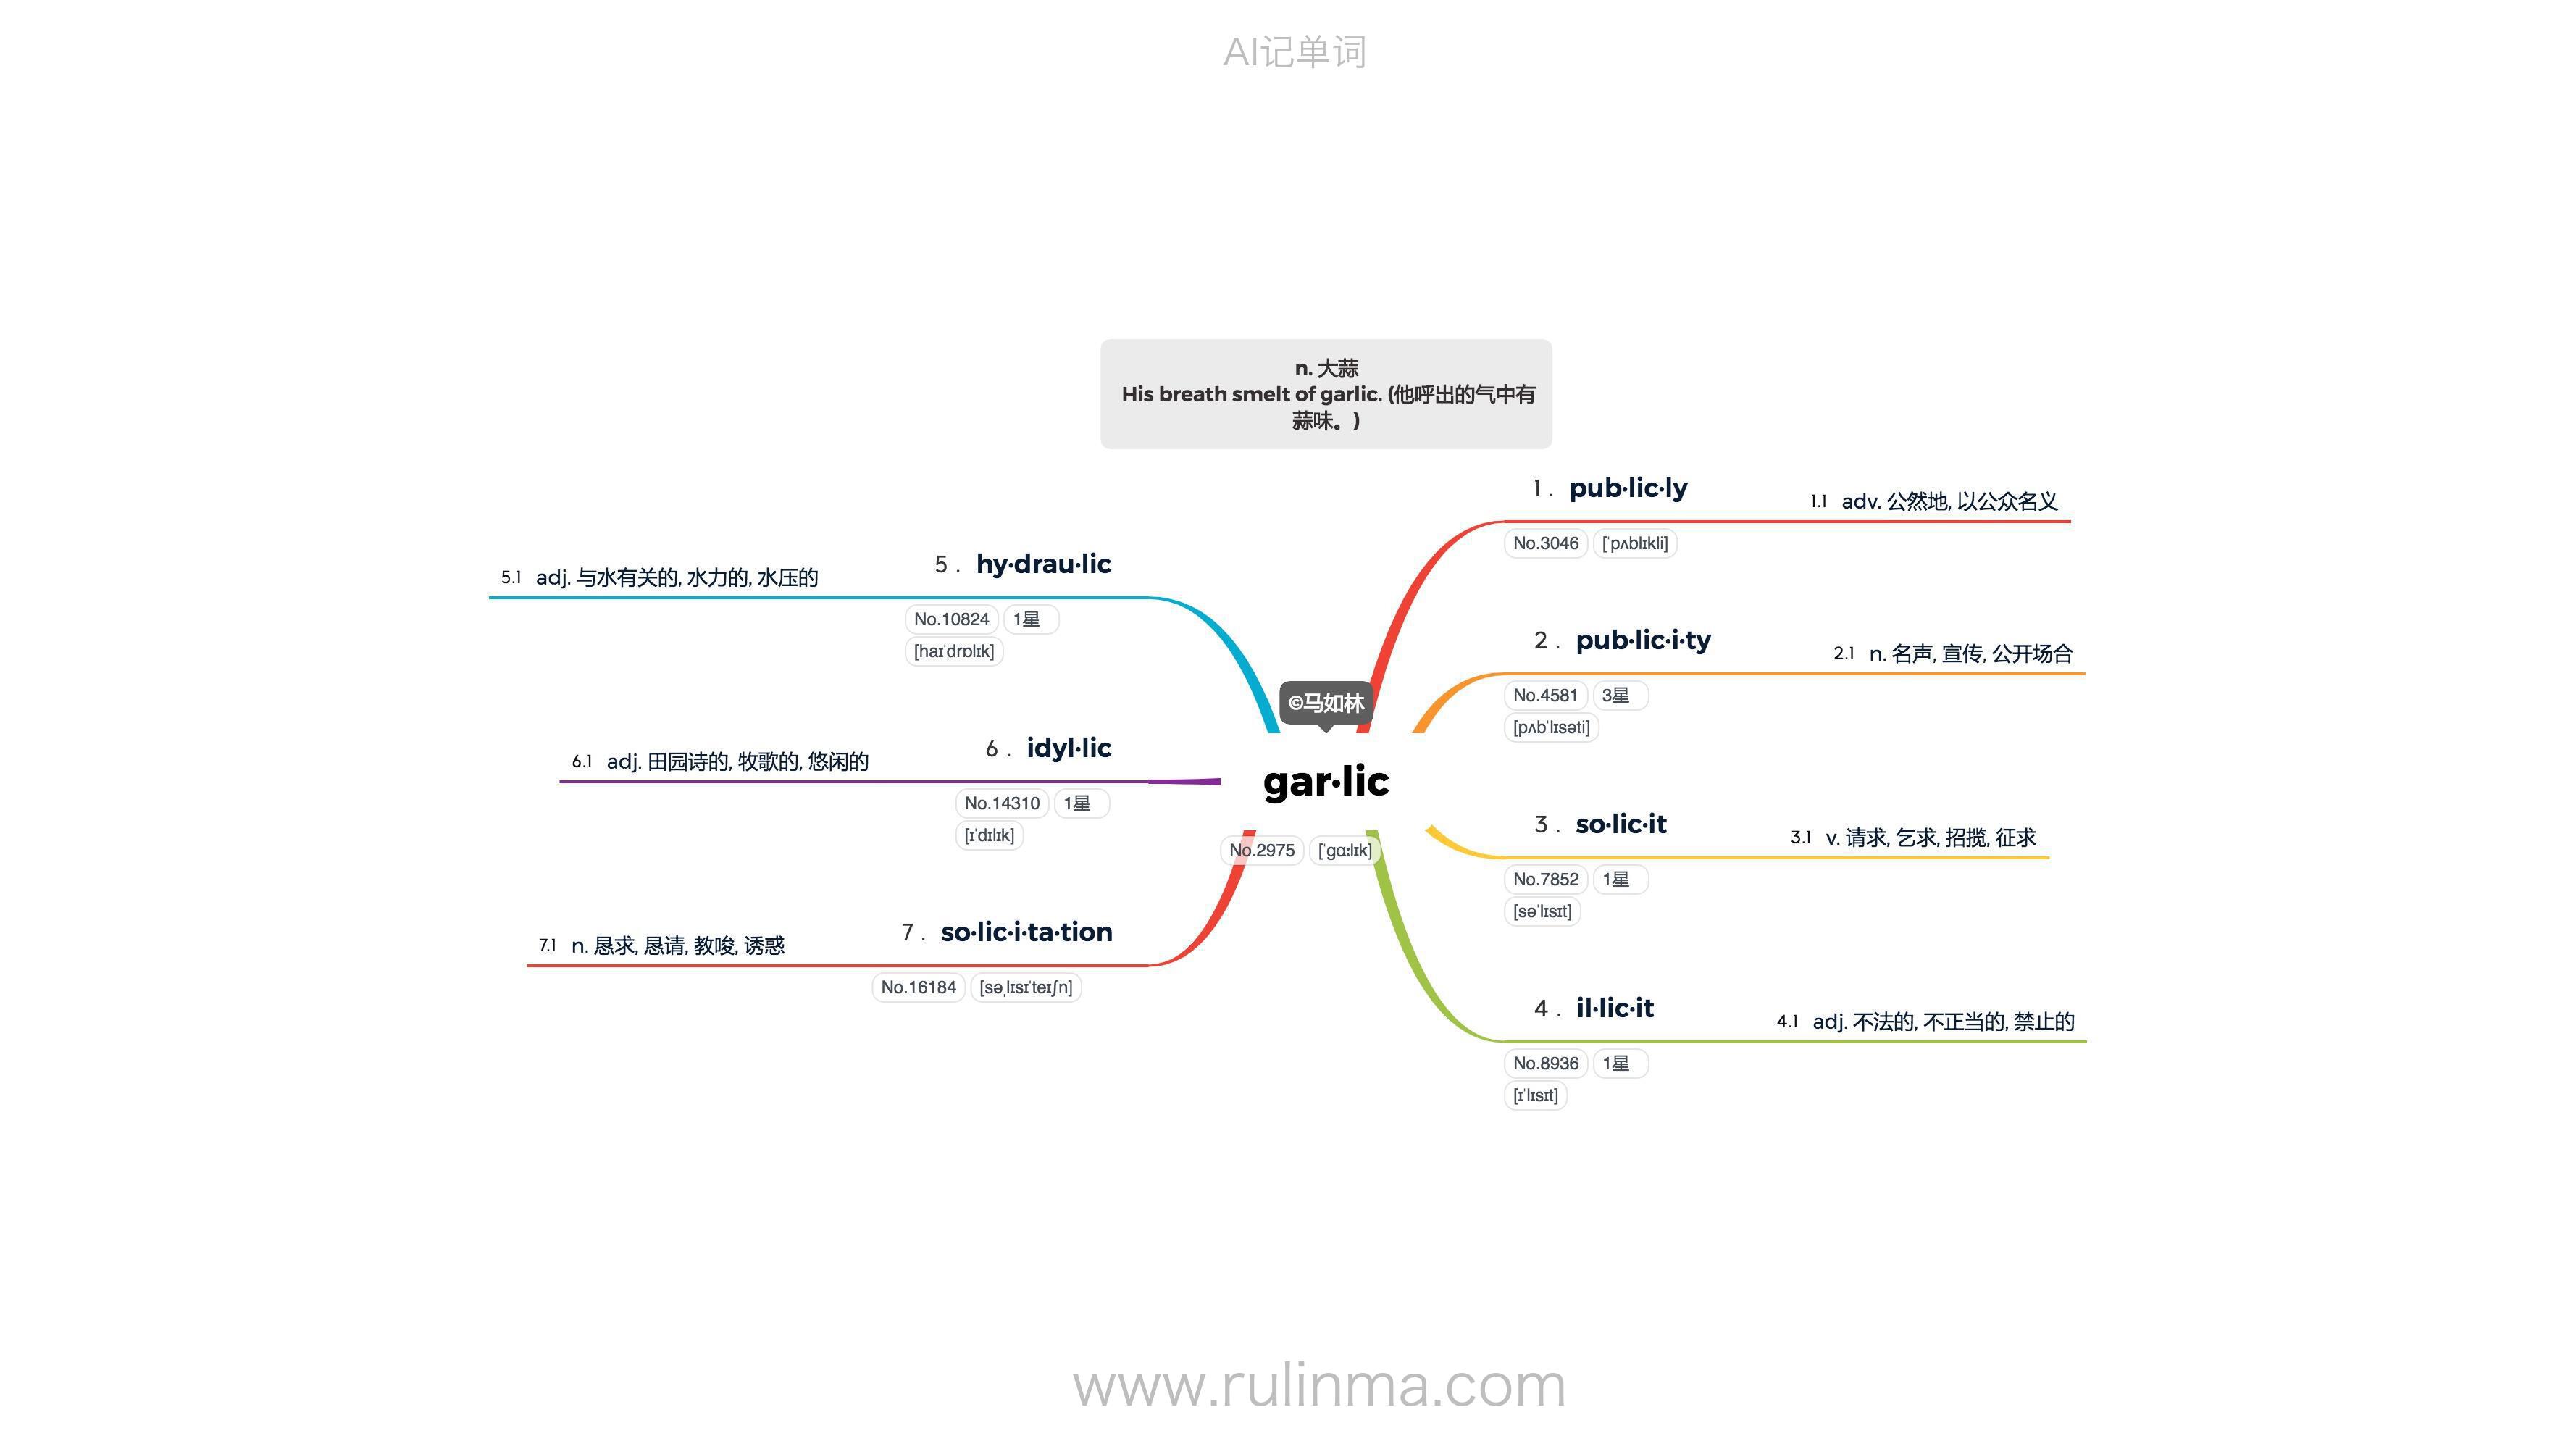 AI记单词
n. 大蒜
His breath smelt of garlic. (他呼出的气中有
蒜味。)
1 . pub·lic·ly
1.1 adv. 公然地, 以公众名义
No.3046 [ˈpʌblɪkli]
2 . pub·lic·i·ty
2.1 n. 名声, 宣传, 公开场合
No.4581 3星
[pʌbˈlɪsəti]
3 . so·lic·it
3.1 v. 请求, 乞求, 招揽, 征求
No.7852 1星
[səˈlɪsɪt]
4 . il·lic·it
4.1 adj. 不法的, 不正当的, 禁止的
No.8936 1星
[ɪˈlɪsɪt]
5 . hy·drau·lic
5.1 adj. 与水有关的, 水力的, 水压的
No.10824 1星
[haɪˈdrɒlɪk]
6 . idyl·lic
6.1 adj. 田园诗的, 牧歌的, 悠闲的
No.14310 1星
[ɪˈdɪlɪk]
7 . so·lic·i·ta·tion
7.1 n. 恳求, 恳请, 教唆, 诱惑
No.16184 [səˌlɪsɪˈteɪʃn]
©马如林
gar·lic
No.2975 [ˈɡɑːlɪk]
www.rulinma.com